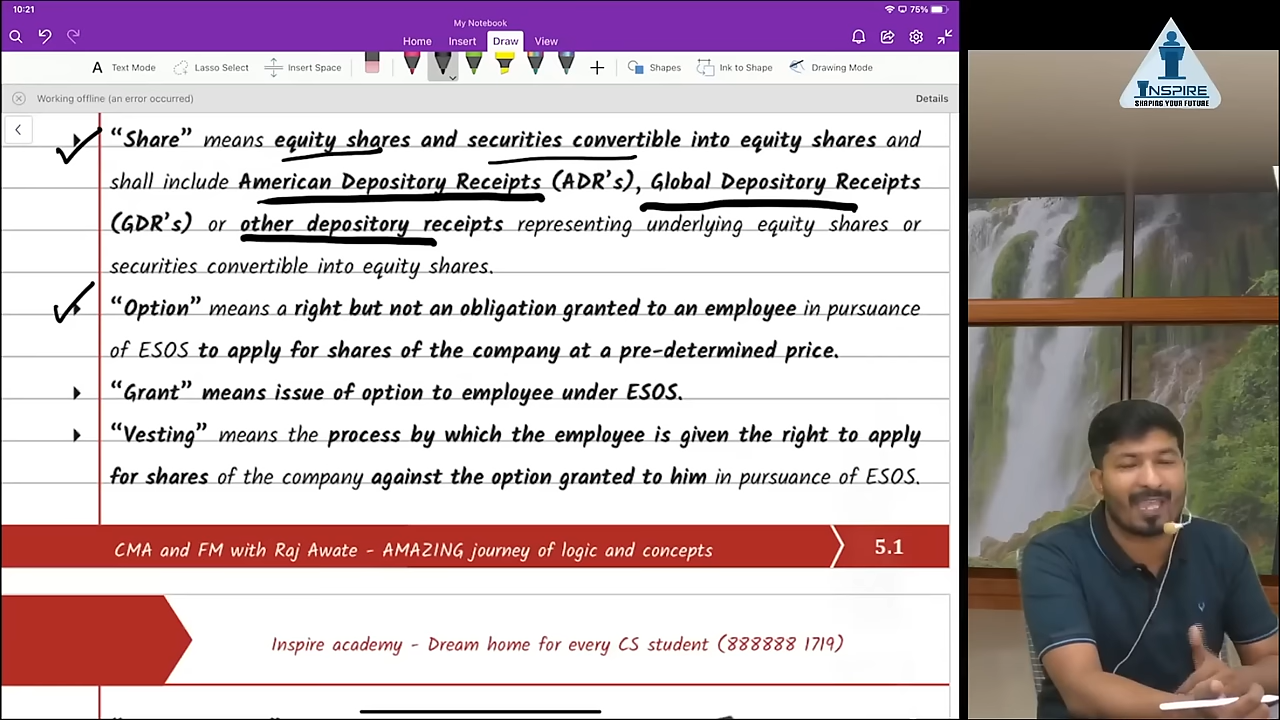 10:21
75%
My Notebook
Home Insert Draw View
A Text Mode Lasso Select Insert Space Shapes Ink to Shape Drawing Mode
Working offline (an error occurred) Details
“Share” means equity shares and securities convertible into equity shares and
shall include American Depository Receipts (ADR’s), Global Depository Receipts
(GDR’s) or other depository receipts representing underlying equity shares or
securities convertible into equity shares.
“Option” means a right but not an obligation granted to an employee in pursuance
of ESOS to apply for shares of the company at a pre-determined price.
“Grant” means issue of option to employee under ESOS.
“Vesting” means the process by which the employee is given the right to apply
for shares of the company against the option granted to him in pursuance of ESOS.
CMA and FM with Raj Awate - AMAZING journey of logic and concepts 5.1
Inspire academy - Dream home for every CS student (888888 1719)
INSPIRE
SHAPING YOUR FUTURE